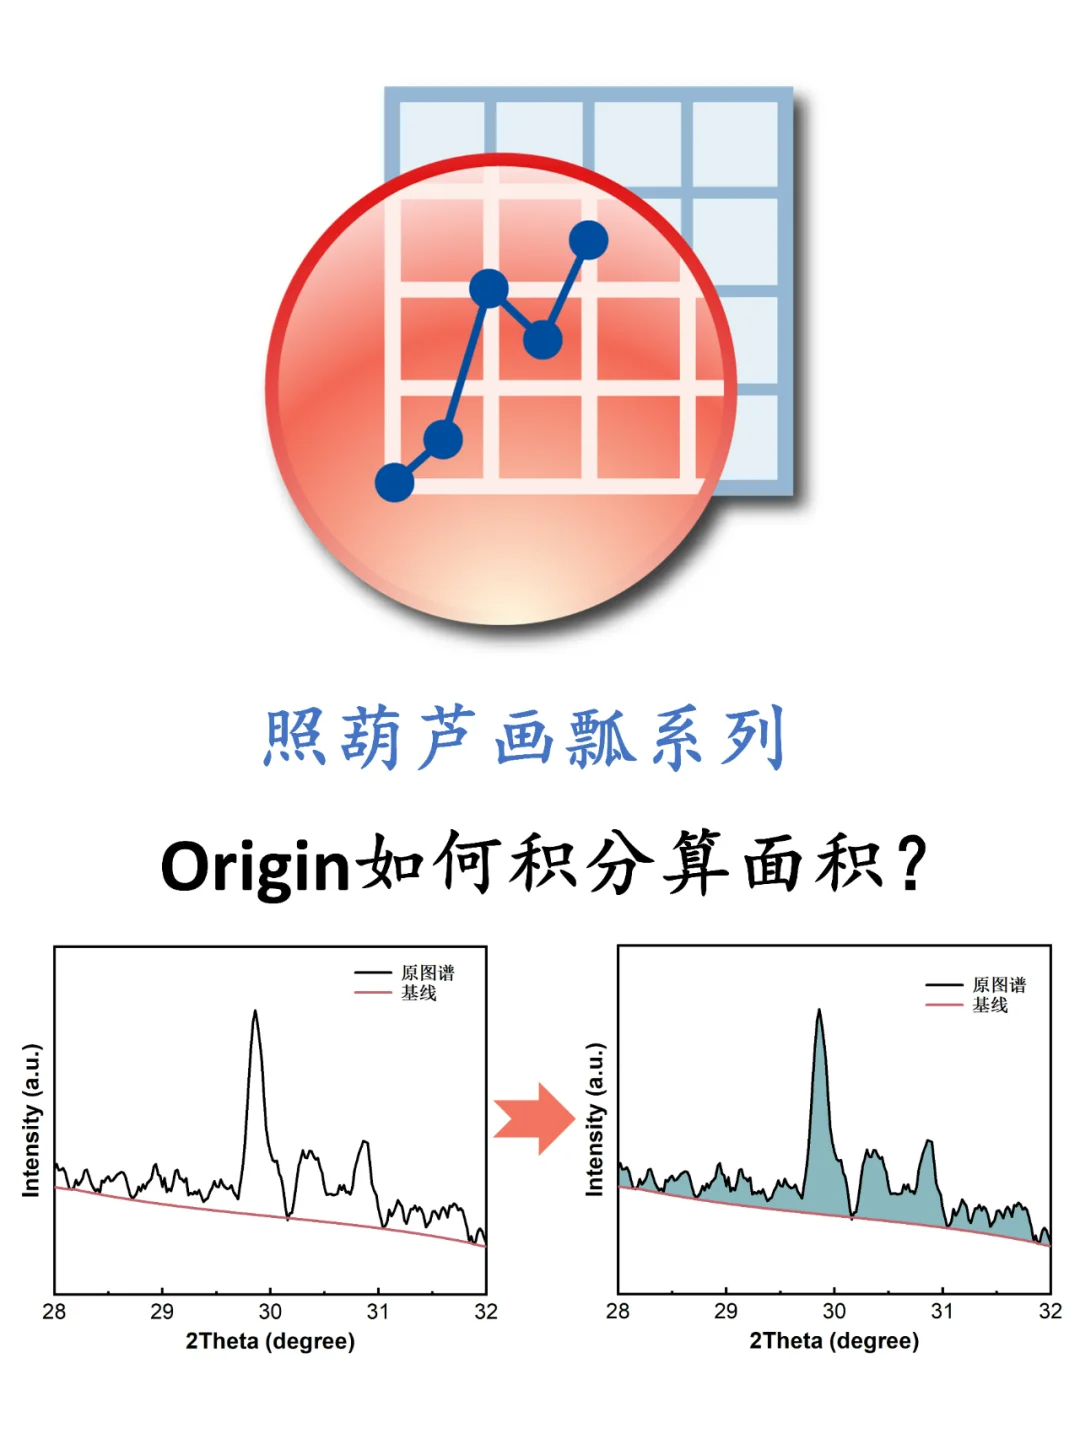 照葫芦画瓢系列
Origin如何积分算面积？
原图谱
基线
Intensity (a.u.)
28 29 30 31 32
2Theta (degree)
原图谱
基线
Intensity (a.u.)
28 29 30 31 32
2Theta (degree)